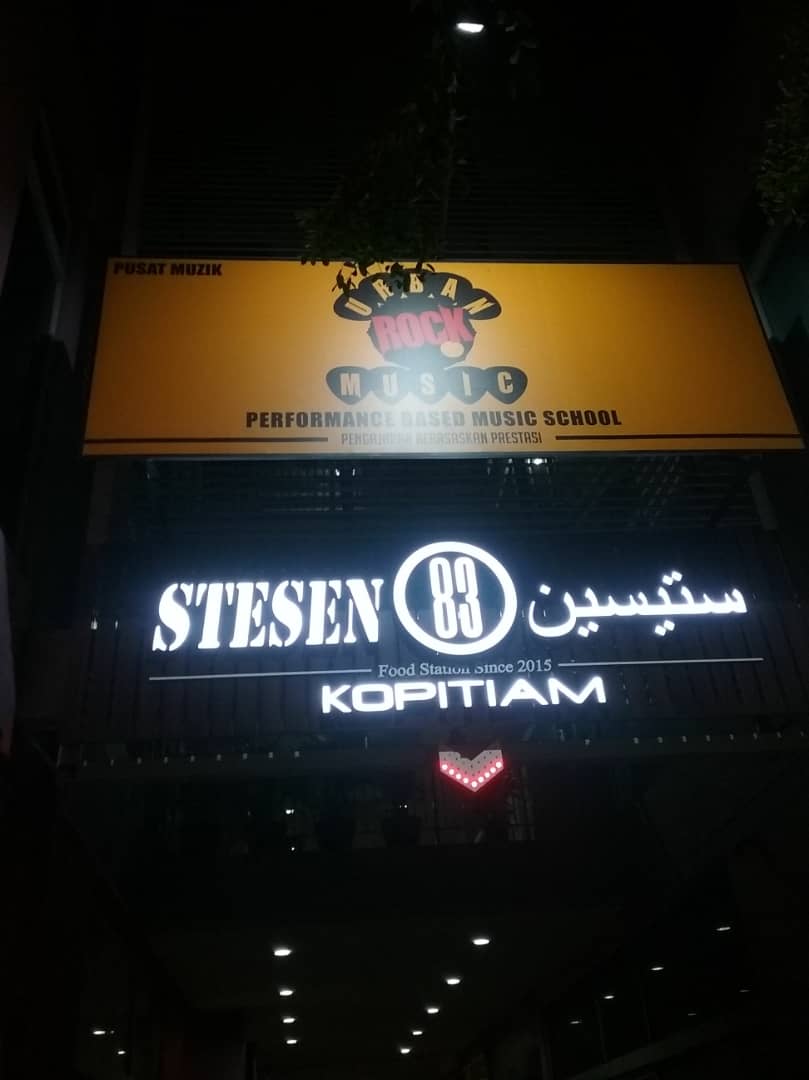 PUSAT MUZIK
URBAN
ROCK
MUSIC
PERFORMANCE BASED MUSIC SCHOOL
PENGAJARAN BERASASKAN PRESTASI
STESEN 83 ستيسين
Food Station Since 2015
KOPITIAM